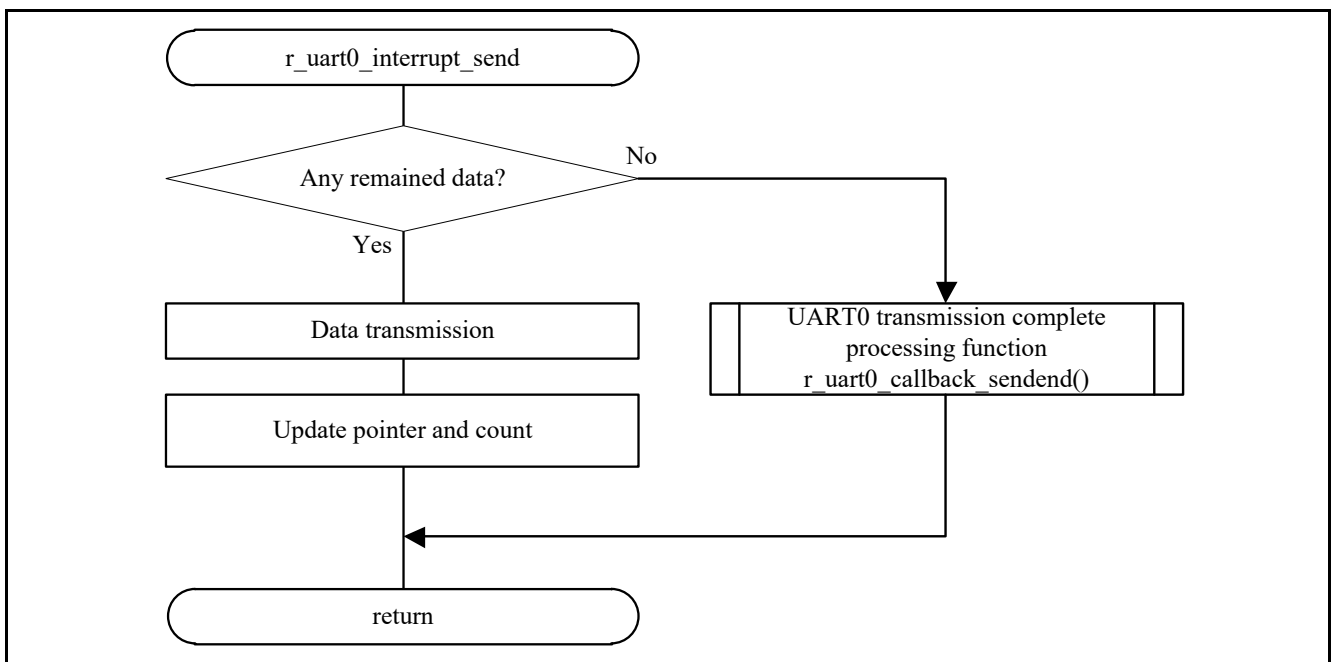 r_uart0_interrupt_send
Any remained data?
No
Yes
Data transmission
Update pointer and count
UART0 transmission complete
processing function
r_uart0_callback_sendend()
return